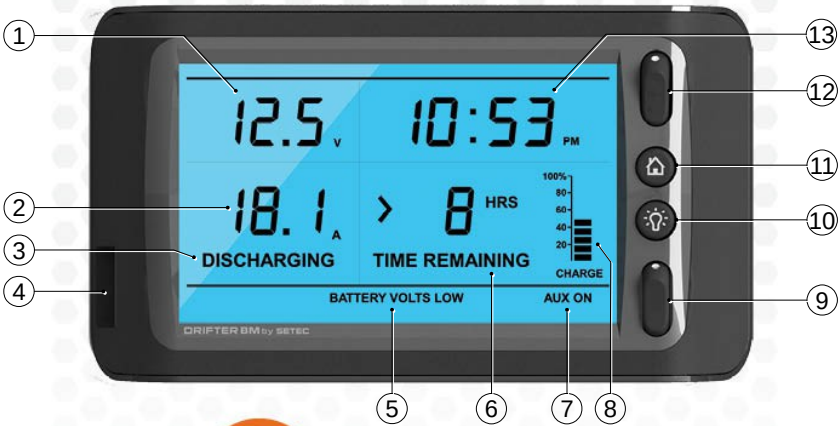 1
13
12.5 V
10:53 PM
12
11
2
18.1 A
> 8 HRS
100%
80-
60-
40-
20-
10
3
DISCHARGING
TIME REMAINING
CHARGE
4
9
BATTERY VOLTS LOW
AUX ON
DRIFTER BM by SETEC
5
6
7
8